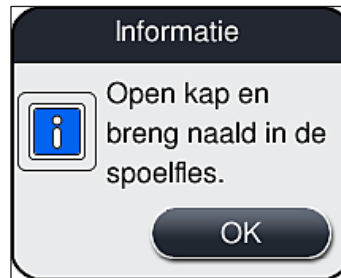 Informatie
Open kap en
breng naald in de
spoelfles.
OK